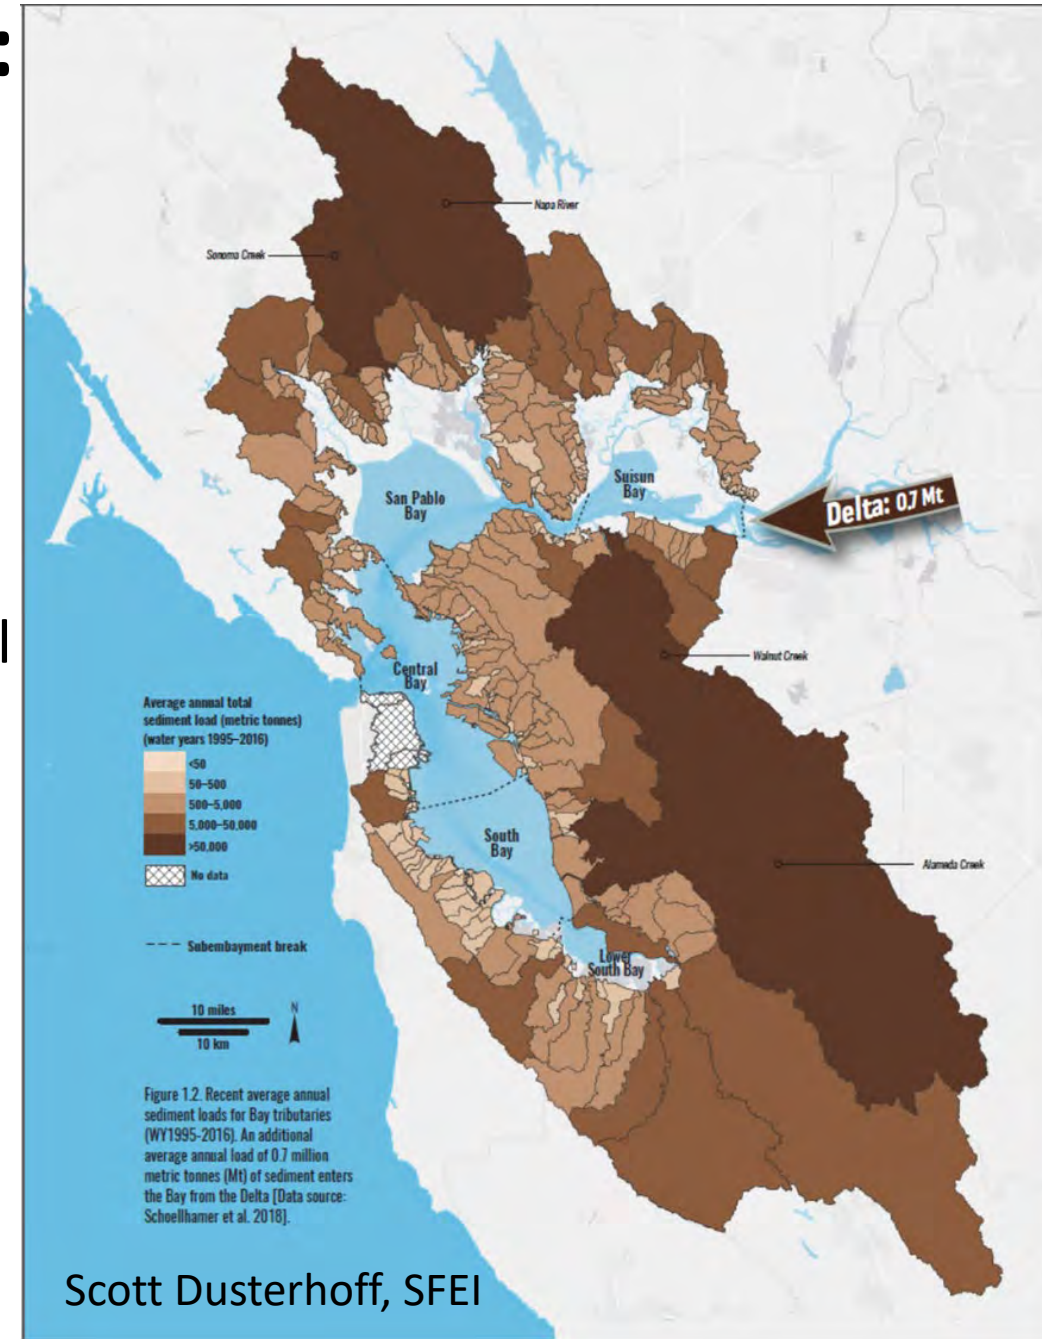 :
l
Napa River
Sonoma Creek
San Pablo
Bay
Suisun
Bay
Delta: 0.7 Mt
Walnut Creek
Central
Bay
Average annual total
sediment load (metric tonnes)
(water years 1995–2016)
<50
50–500
500–5,000
5,000–50,000
>50,000
No data
South
Bay
Alameda Creek
Subembayment break
Lower
South Bay
10 miles
10 km
N
Figure 1.2. Recent average annual
sediment loads for Bay tributaries
(WY1995-2016). An additional
average annual load of 0.7 million
metric tonnes (Mt) of sediment enters
the Bay from the Delta [Data source:
Schoellhamer et al. 2018].
Scott Dusterhoff, SFEI